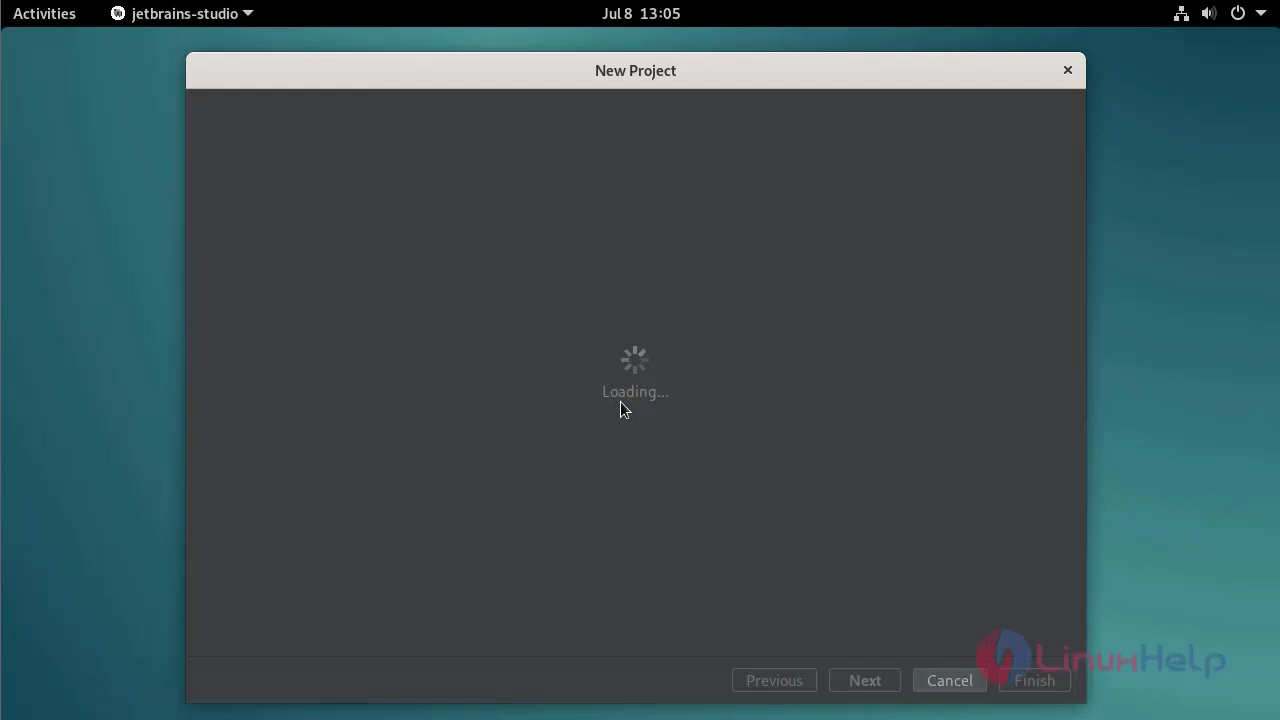 Activities jetbrains-studio Jul 8 13:05
New Project
Loading...
LinuxHelp
Previous Next Cancel Finish